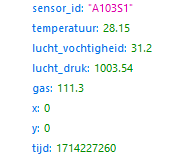 sensor_id: "A103S1"
temperatuur: 28.15
lucht_vochtigheid: 31.2
lucht_druk: 1003.54
gas: 111.3
x: 0
y: 0
tijd: 1714227260